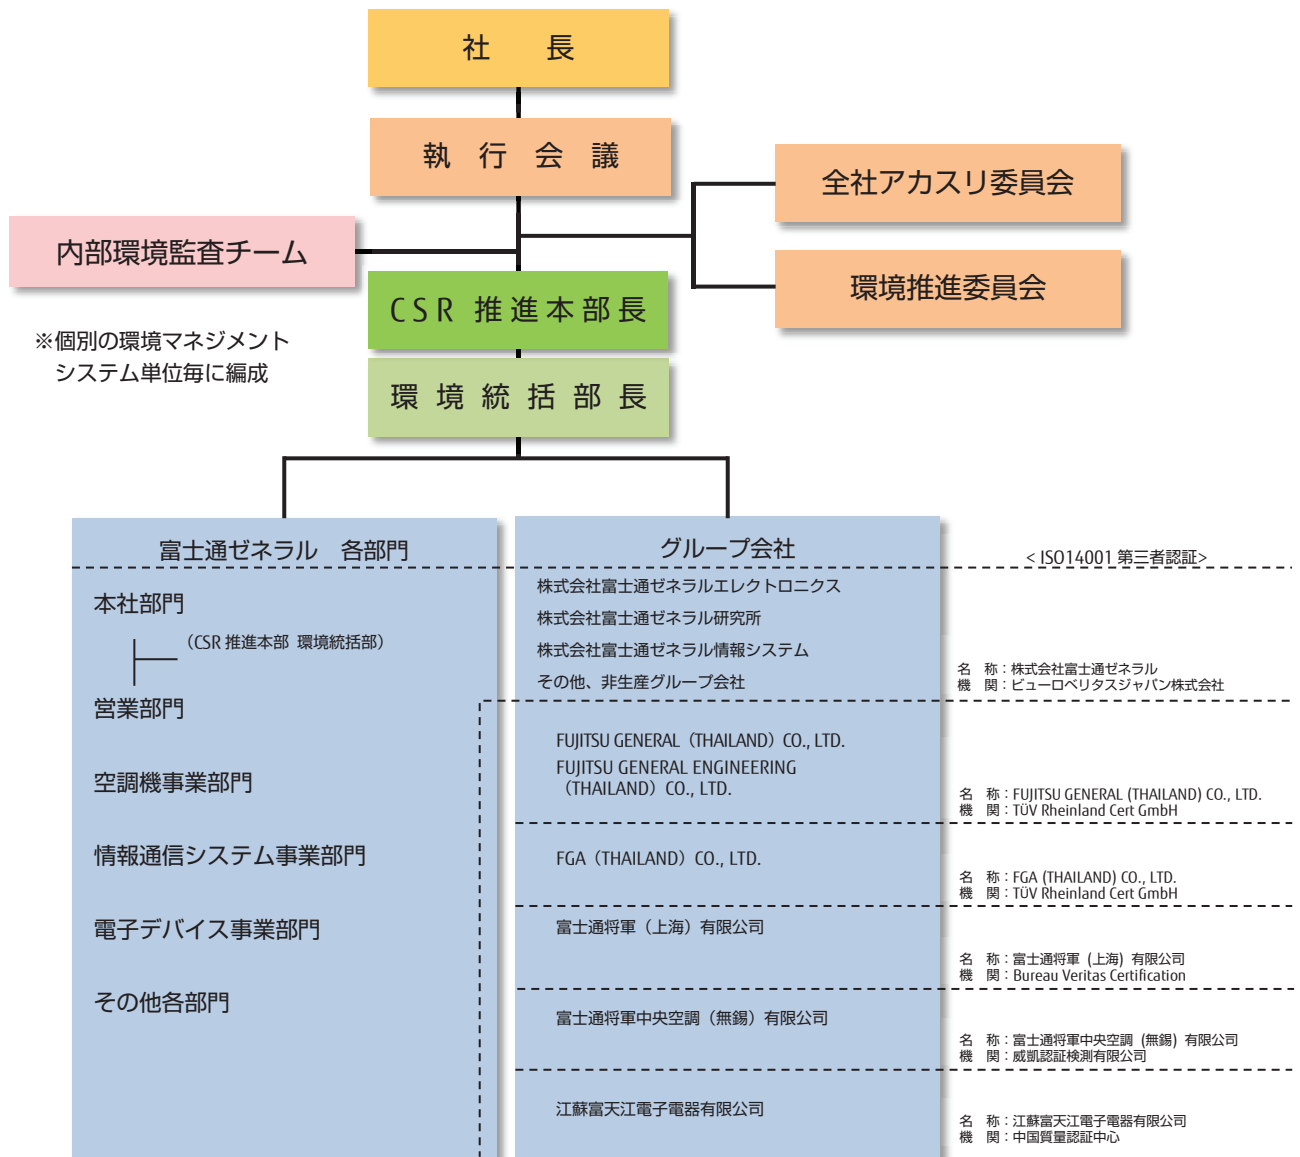 社　長
執行会議
全社アカスリ委員会
内部環境監査チーム
環境推進委員会
CSR 推進本部長
※個別の環境マネジメント
システム単位毎に編成
環境統括部長
富士通ゼネラル　各部門
本社部門
（CSR 推進本部 環境統括部）
営業部門
空調機事業部門
情報通信システム事業部門
電子デバイス事業部門
その他各部門
グループ会社
株式会社富士通ゼネラルエレクトロニクス
株式会社富士通ゼネラル研究所
株式会社富士通ゼネラル情報システム
その他、非生産グループ会社
FUJITSU GENERAL（THAILAND）CO., LTD.
FUJITSU GENERAL ENGINEERING
（THAILAND）CO., LTD.
FGA（THAILAND）CO., LTD.
富士通将軍（上海）有限公司
富士通将軍中央空調（無錫）有限公司
江蘇富天江電子電器有限公司
< ISO14001 第三者認証>
名　称：株式会社富士通ゼネラル
機　関：ビューロベリタスジャパン株式会社
名　称：FUJITSU GENERAL (THAILAND) CO., LTD.
機　関：TÜV Rheinland Cert GmbH
名　称：FGA (THAILAND) CO., LTD.
機　関：TÜV Rheinland Cert GmbH
名　称：富士通将軍 (上海) 有限公司
機　関：Bureau Veritas Certification
名　称：富士通将軍中央空調 (無錫) 有限公司
機　関：威凱認証検測有限公司
名　称：江蘇富天江電子電器有限公司
機　関：中国質量認証中心